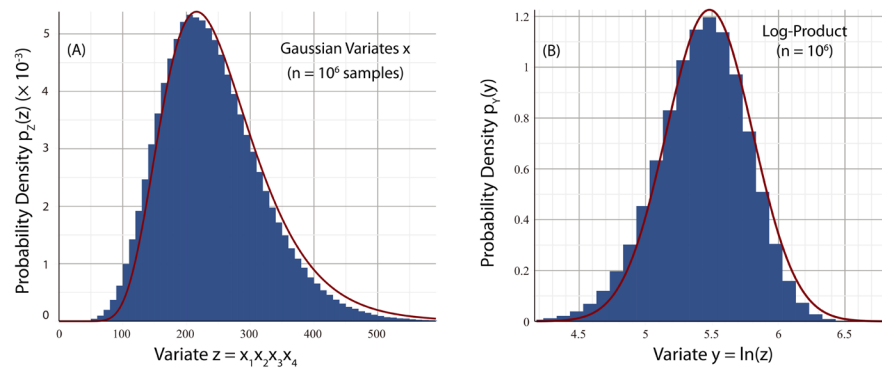 (A)
Gaussian Variates x
(n = 10⁶ samples)
Probability Density p_Z(z) (× 10⁻³)
5
4
3
2
1
0
0 100 200 300 400 500
Variate z = x₁x₂x₃x₄
(B)
Log-Product
(n = 10⁶)
Probability Density p_Y(y)
1.2
1
0.8
0.6
0.4
0.2
0
4.5 5 5.5 6 6.5
Variate y = ln(z)